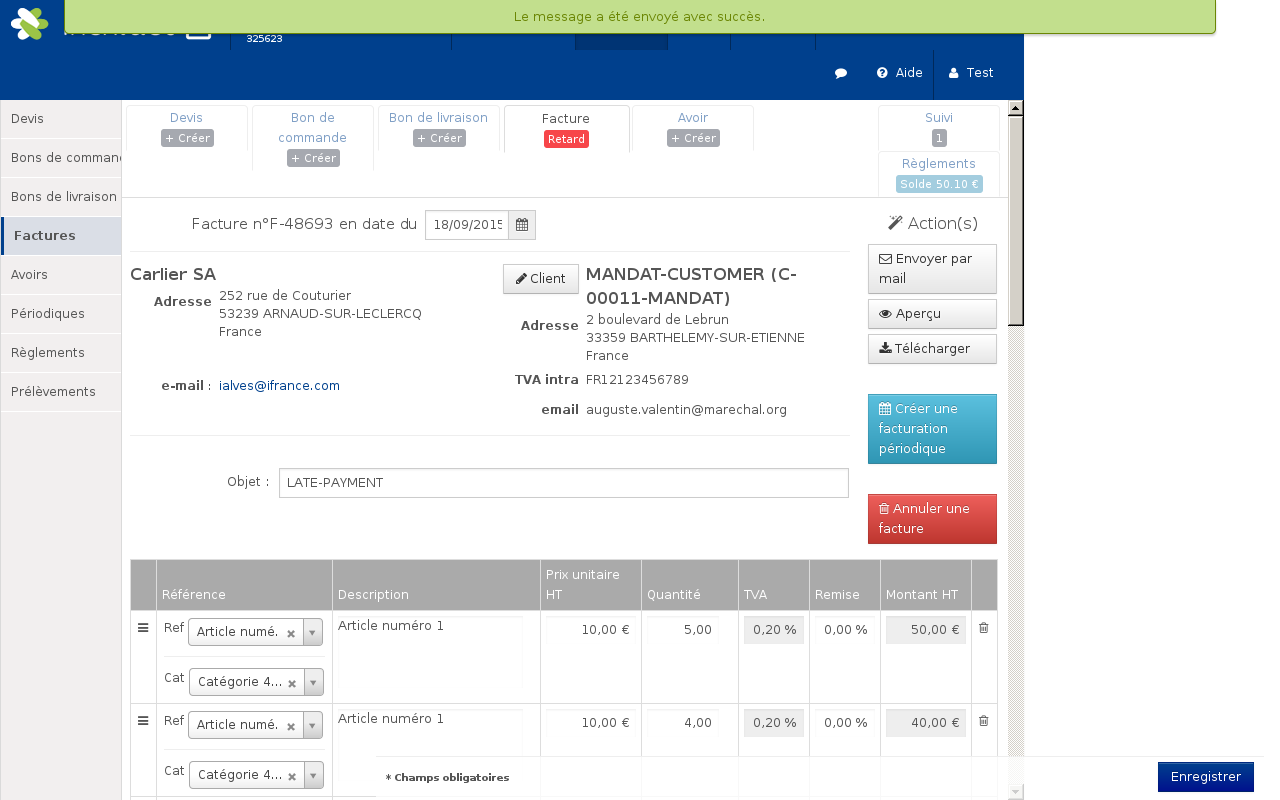 Le message a été envoyé avec succès.
325623
Aide
Test
Devis
Bons de comman
Bons de livraison
Factures
Avoirs
Périodiques
Règlements
Prélèvements
Devis
+ Créer
Bon de
commande
+ Créer
Bon de livraison
+ Créer
Facture
Retard
Avoir
+ Créer
Suivi
1
Règlements
Solde 50.10 €
Facture n°F-48693 en date du 18/09/2015
Carlier SA
Adresse 252 rue de Couturier
53239 ARNAUD-SUR-LECLERCQ
France
e-mail : ialves@ifrance.com
Client
MANDAT-CUSTOMER (C-
00011-MANDAT)
Adresse 2 boulevard de Lebrun
33359 BARTHELEMY-SUR-ETIENNE
France
TVA intra FR12123456789
email auguste.valentin@marechal.org
Objet : LATE-PAYMENT
Action(s)
Envoyer par
mail
Aperçu
Télécharger
Créer une
facturation
périodique
Annuler une
facture
Référence Description Prix unitaire HT Quantité TVA Remise Montant HT
Ref Article numé. Article numéro 1 10,00 € 5,00 0,20 % 0,00 % 50,00 €
Cat Catégorie 4...
Ref Article numé. Article numéro 1 10,00 € 4,00 0,20 % 0,00 % 40,00 €
Cat Catégorie 4...
* Champs obligatoires
Enregistrer